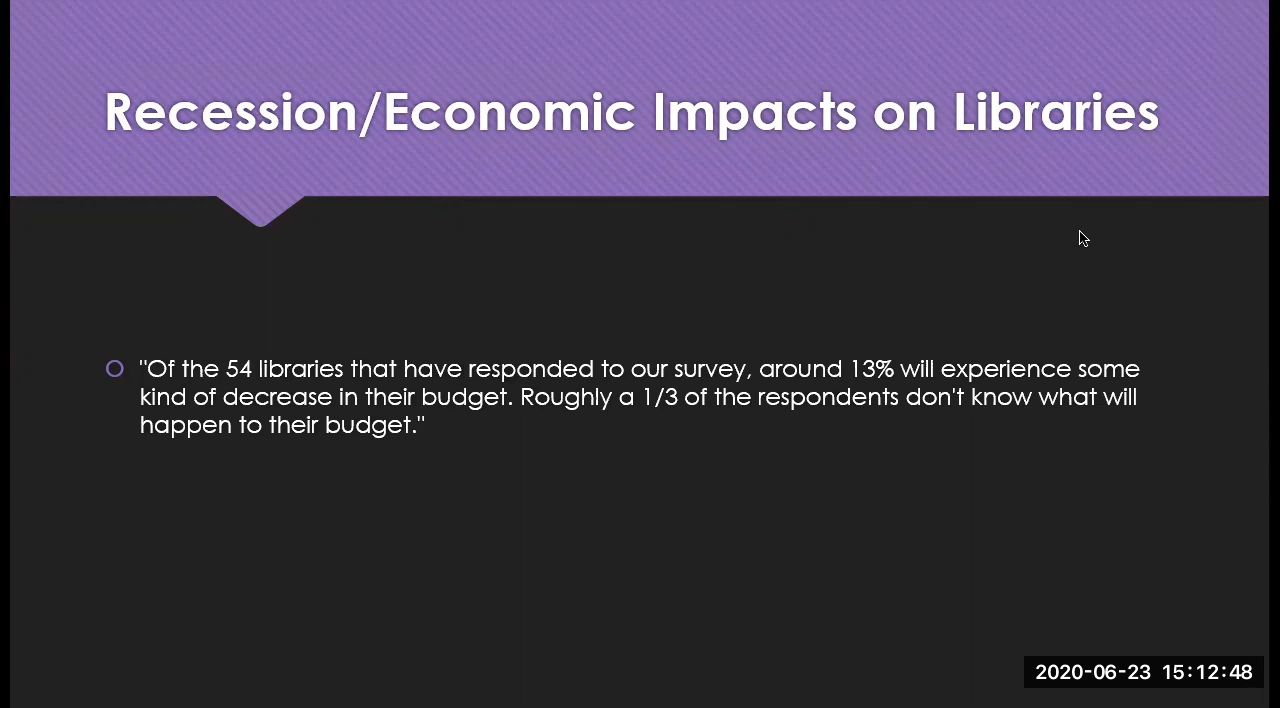 Recession/Economic Impacts on Libraries
"Of the 54 libraries that have responded to our survey, around 13% will experience some
kind of decrease in their budget. Roughly a 1/3 of the respondents don't know what will
happen to their budget."
2020-06-23 15:12:48